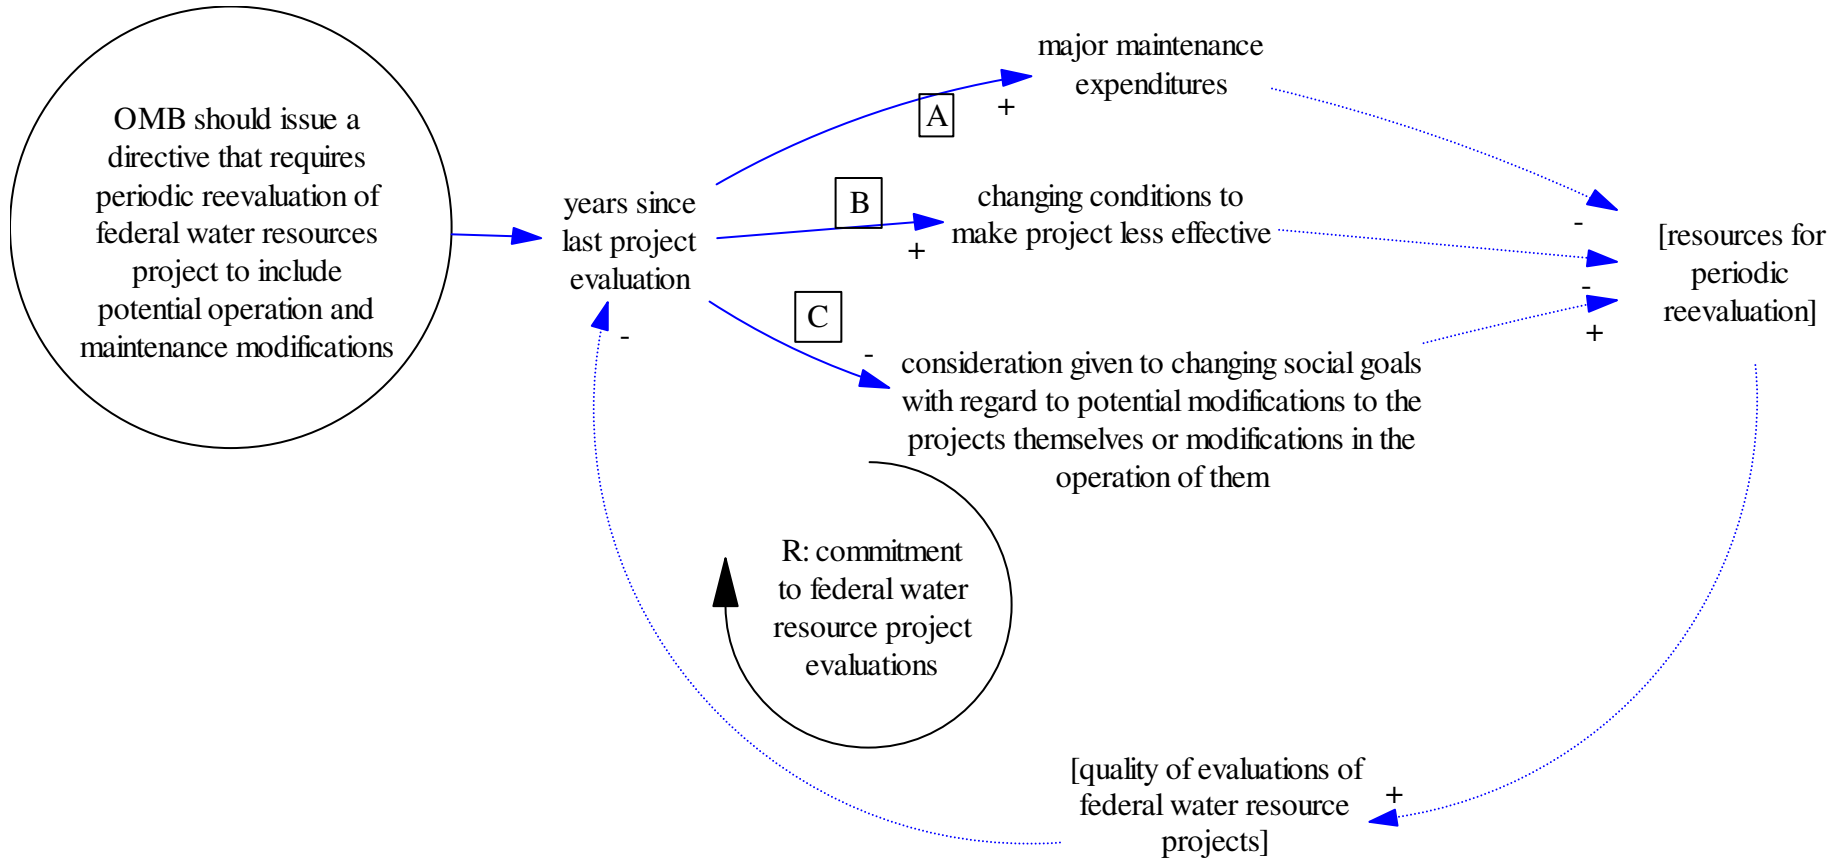 OMB should issue a
directive that requires
periodic reevaluation of
federal water resources
project to include
potential operation and
maintenance modifications
years since
last project
evaluation
-
A
+
major maintenance
expenditures
B
+
changing conditions to
make project less effective
C
-
consideration given to changing social goals
with regard to potential modifications to the
projects themselves or modifications in the
operation of them
-
-
+
[resources for
periodic
reevaluation]
R: commitment
to federal water
resource project
evaluations
[quality of evaluations of
federal water resource
projects]
+